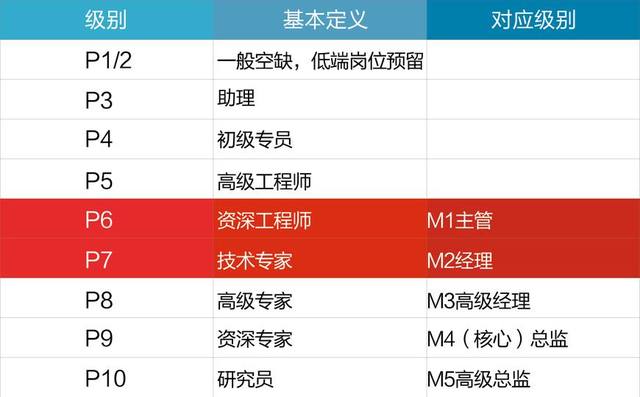 级别 基本定义 对应级别
P1/2 一般空缺，低端岗位预留
P3 助理
P4 初级专员
P5 高级工程师
P6 资深工程师 M1主管
P7 技术专家 M2经理
P8 高级专家 M3高级经理
P9 资深专家 M4（核心）总监
P10 研究员 M5高级总监